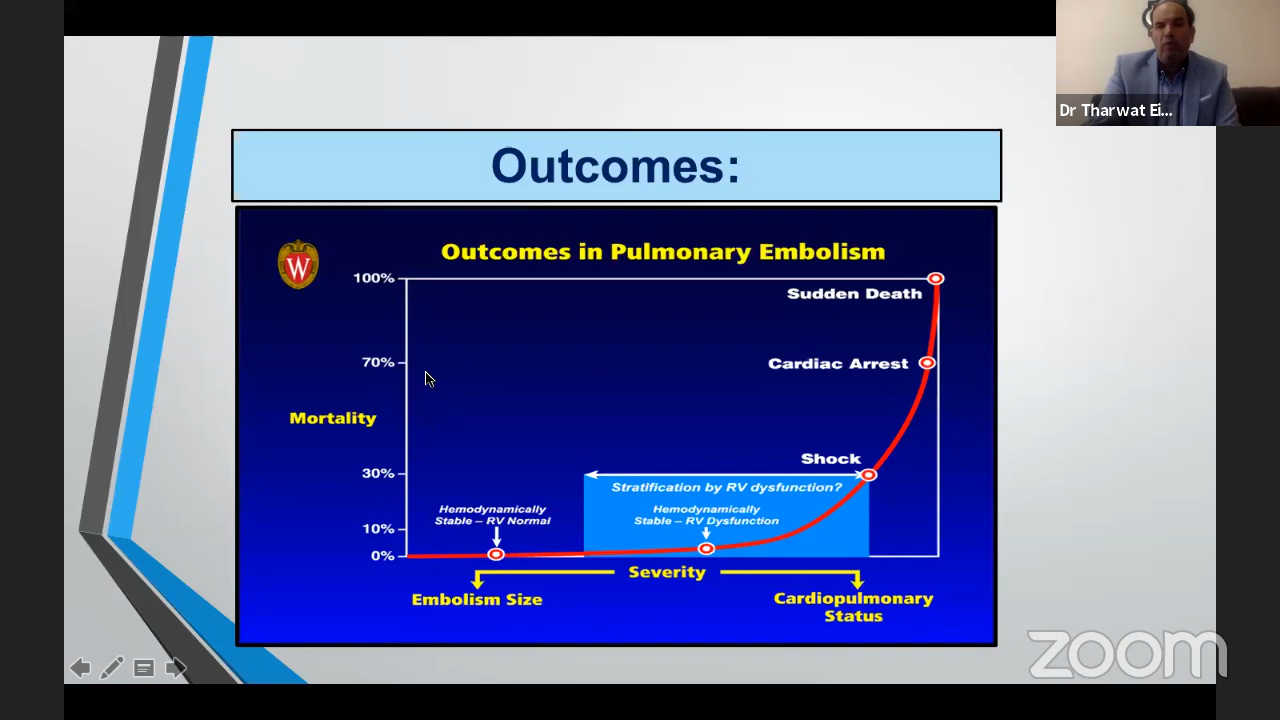 Dr Tharwat Ei...
Outcomes:
W
Outcomes in Pulmonary Embolism
100%
Sudden Death
70%
Cardiac Arrest
Mortality
Shock
30%
Stratification by RV dysfunction?
Hemodynamically
Stable – RV Normal
Hemodynamically
Stable – RV Dysfunction
10%
0%
Severity
Embolism Size
Cardiopulmonary
Status
zoom